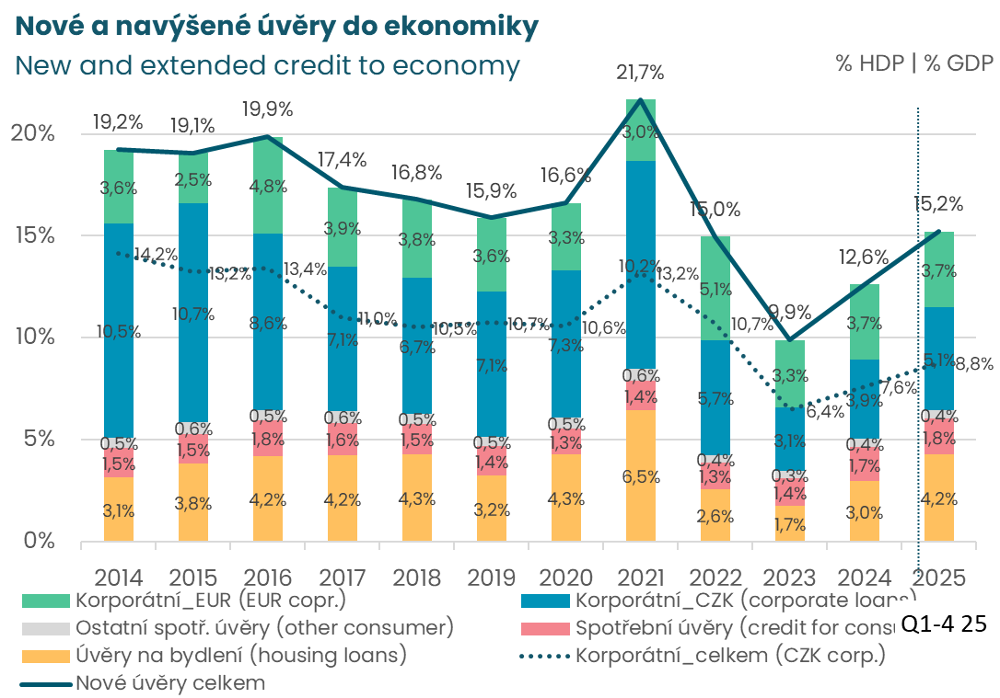 Nové a navýšené úvěry do ekonomiky
New and extended credit to economy
% HDP | % GDP
21,7%
20% 19,2% 19,1% 19,9% 17,4% 16,8% 15,9% 16,6% 15,0% 9,9% 12,6% 15,2%
3,6% 2,5% 4,8% 3,9% 3,8% 3,6% 3,3% 3,0% 5,1% 3,3% 3,7% 3,7%
15%
14,2% 13,2% 13,4% 11,0% 10,5% 10,7% 10,6% 13,2% 10,7% 6,4% 7,6% 8,8%
10%
10,5% 10,7% 8,6% 7,1% 6,7% 7,1% 7,3% 10,2% 5,7% 3,1% 3,9% 5,1%
5%
0,5% 0,6% 0,5% 0,6% 0,5% 0,5% 0,5% 0,6% 0,4% 0,3% 0,4% 0,4%
1,5% 1,5% 1,8% 1,6% 1,5% 1,4% 1,3% 1,4% 1,3% 1,4% 1,7% 1,8%
3,1% 3,8% 4,2% 4,2% 4,3% 3,2% 4,3% 6,5% 2,6% 1,7% 3,0% 4,2%
0%
2014 2015 2016 2017 2018 2019 2020 2021 2022 2023 2024 2025
Korporátní_EUR (EUR copr.)
Korporátní_CZK (corporate loans)
Ostatní spotř. úvěry (other consumer)
Spotřební úvěry (credit for
Q1-4 25
Úvěry na bydlení (housing loans)
Korporátní_celkem (CZK corp.)
Nové úvěry celkem